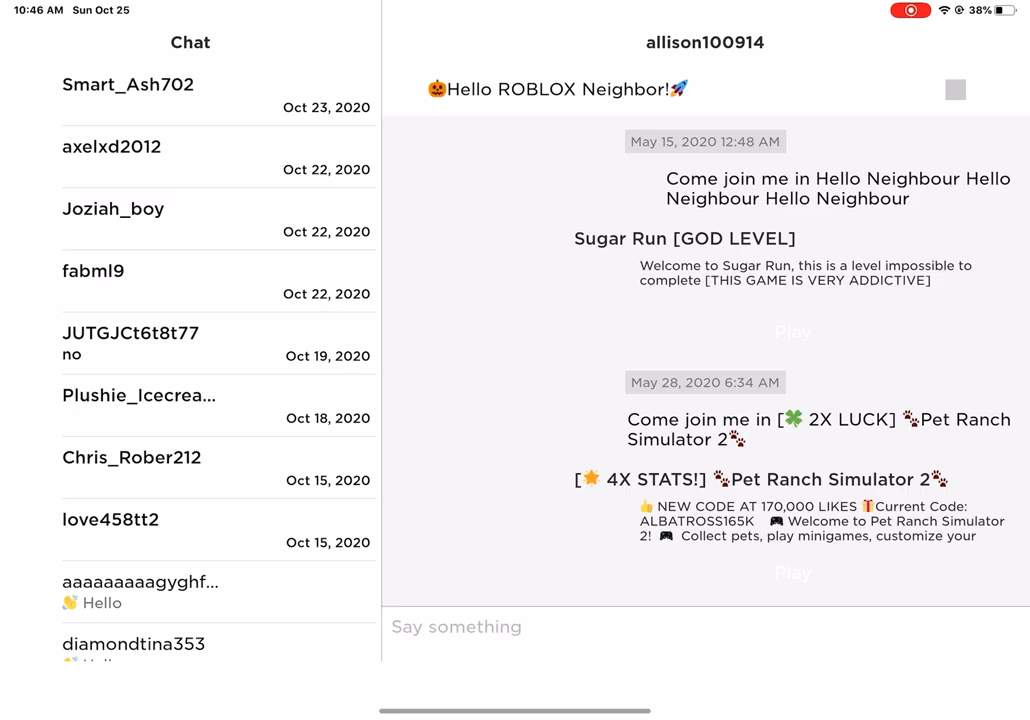 10:46 AM Sun Oct 25
38%
Chat
Smart_Ash702
Oct 23, 2020
axelxd2012
Oct 22, 2020
Joziah_boy
Oct 22, 2020
fabml9
Oct 22, 2020
JUTGJCt6t8t77
no
Oct 19, 2020
Plushie_Icecrea...
Oct 18, 2020
Chris_Rober212
Oct 15, 2020
love458tt2
Oct 15, 2020
aaaaaaaaagyghf...
👋 Hello
diamondtina353
allison100914
🎃Hello ROBLOX Neighbor!🚀
May 15, 2020 12:48 AM
Come join me in Hello Neighbour Hello
Neighbour Hello Neighbour
Sugar Run [GOD LEVEL]
Welcome to Sugar Run, this is a level impossible to
complete [THIS GAME IS VERY ADDICTIVE]
Play
May 28, 2020 6:34 AM
Come join me in [🍀 2X LUCK] 🐾Pet Ranch
Simulator 2🐾
[🌟 4X STATS!] 🐾Pet Ranch Simulator 2🐾
👍 NEW CODE AT 170,000 LIKES 🎁Current Code:
ALBATROSS165K 🎮 Welcome to Pet Ranch Simulator
2! 🎮 Collect pets, play minigames, customize your
Play
Say something